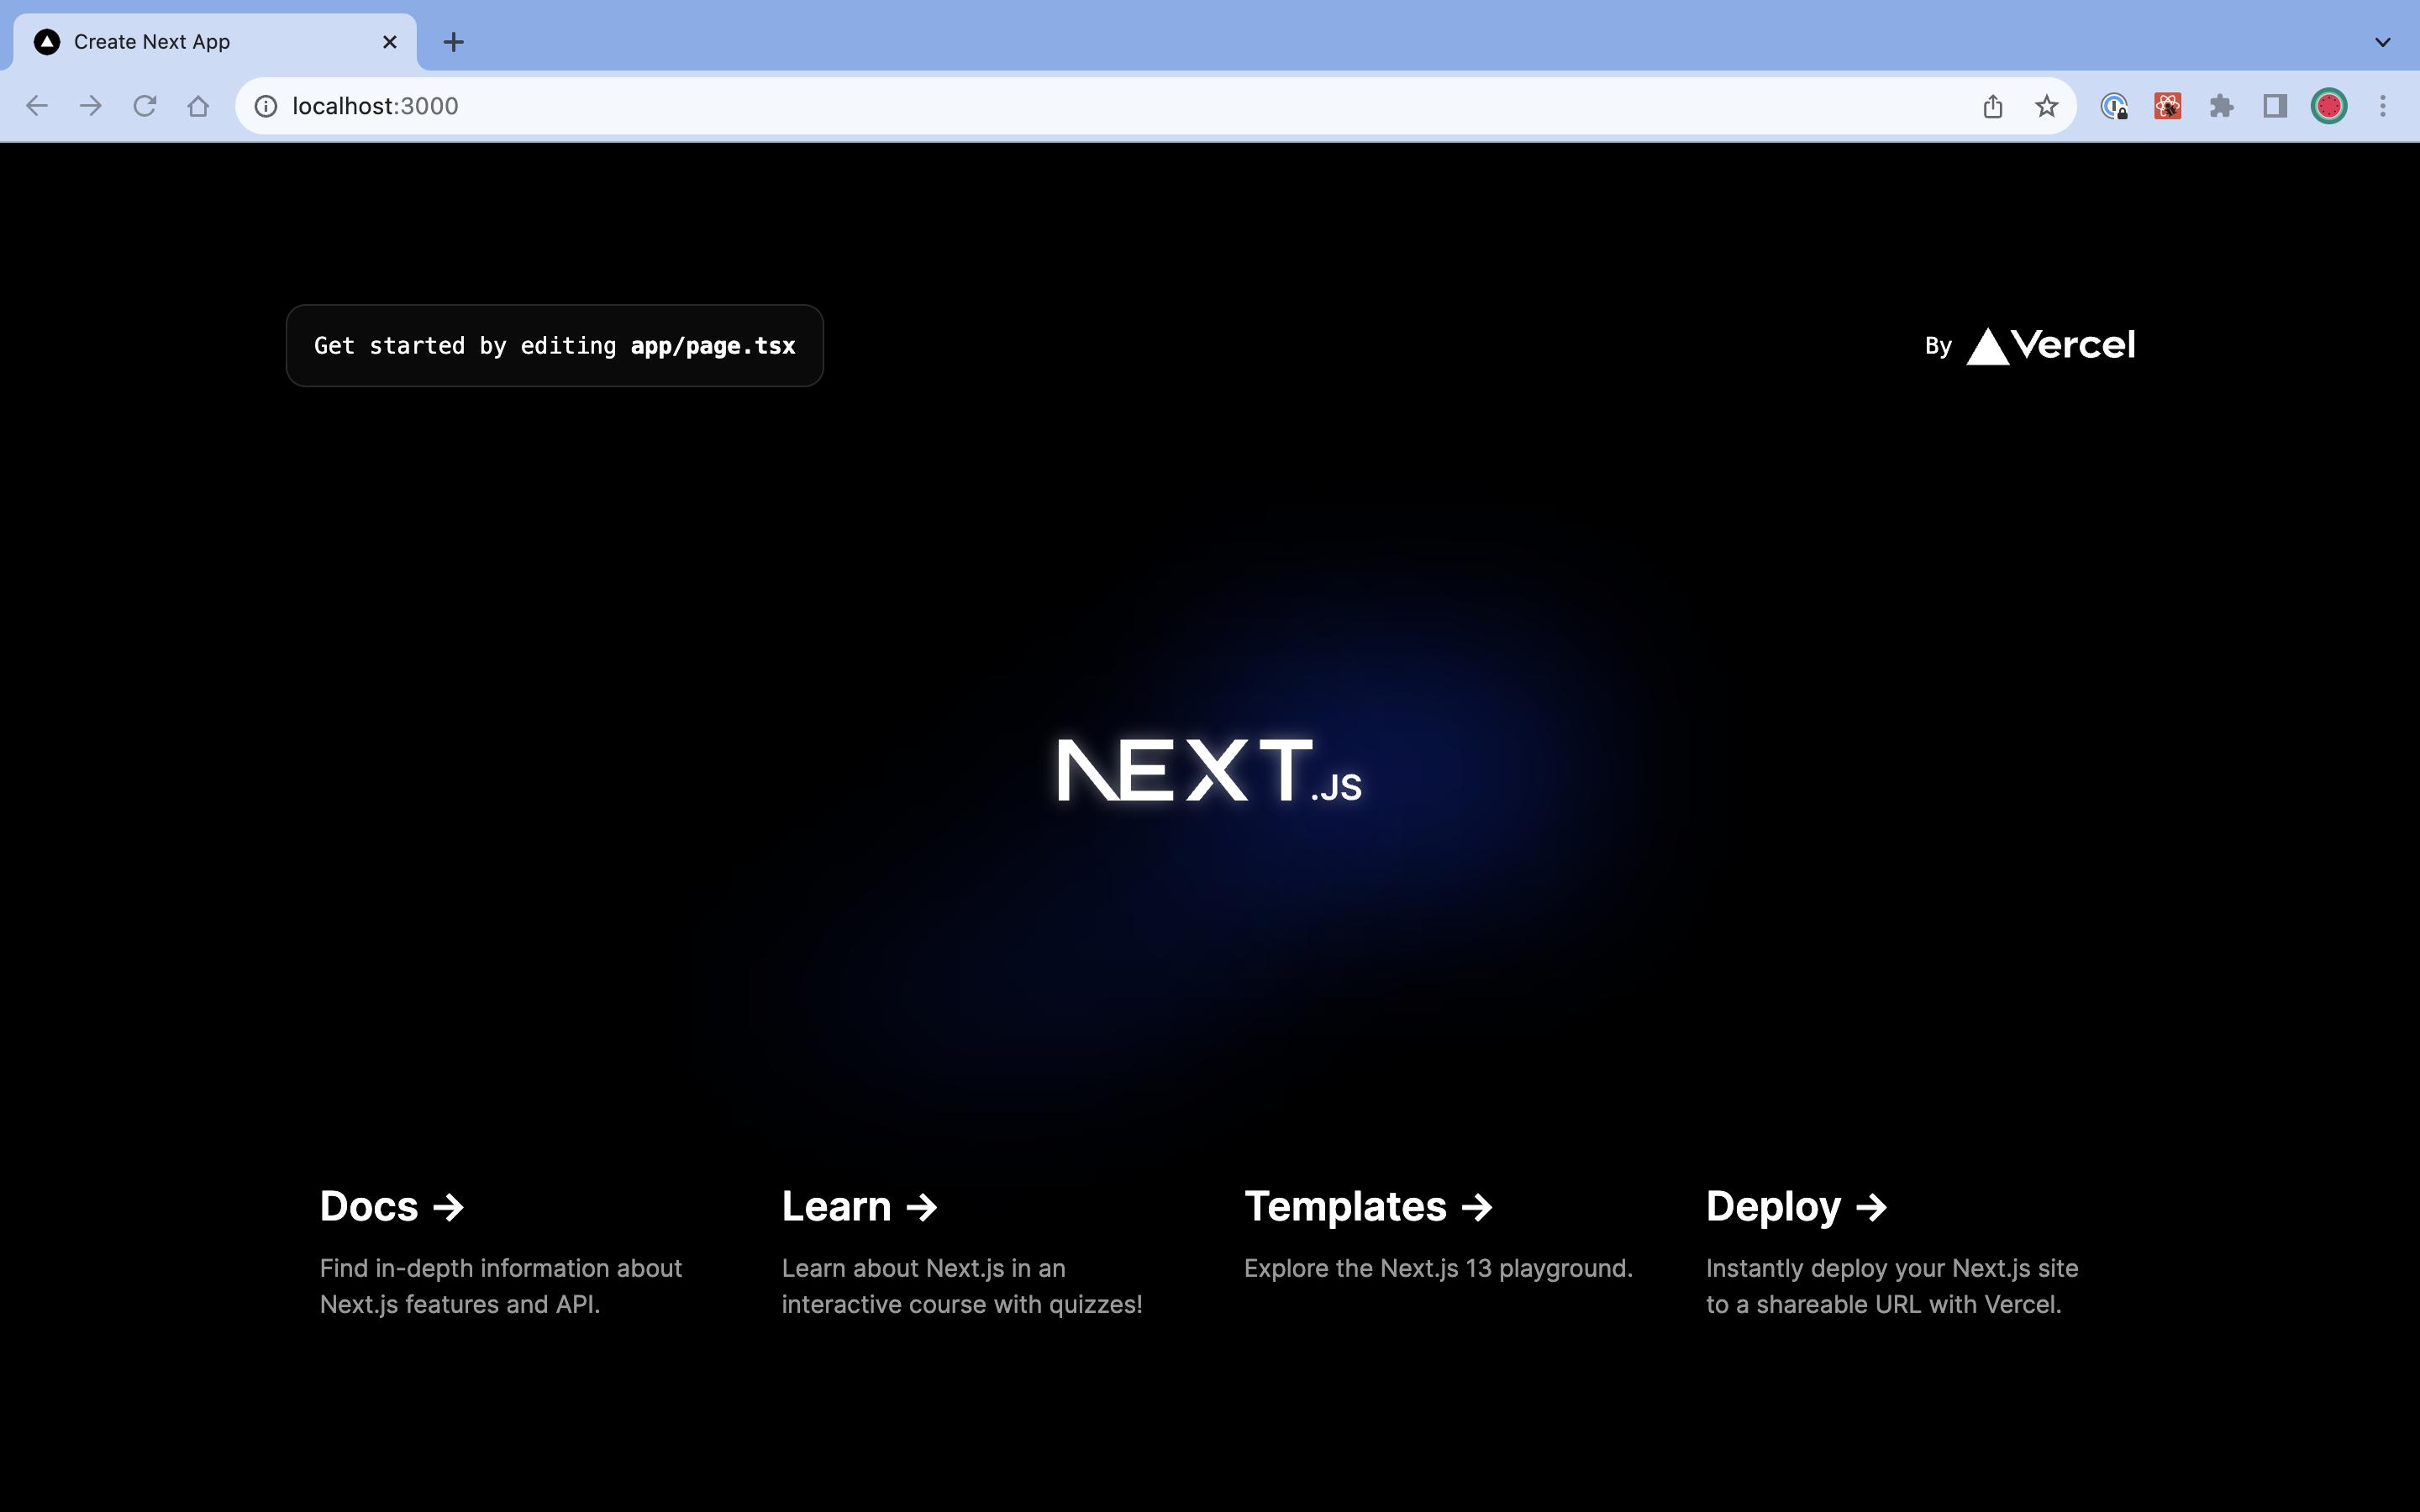 Create Next App
localhost:3000
Get started by editing app/page.tsx
By Vercel
NEXT.JS
Docs →
Find in-depth information about
Next.js features and API.
Learn →
Learn about Next.js in an
interactive course with quizzes!
Templates →
Explore the Next.js 13 playground.
Deploy →
Instantly deploy your Next.js site
to a shareable URL with Vercel.